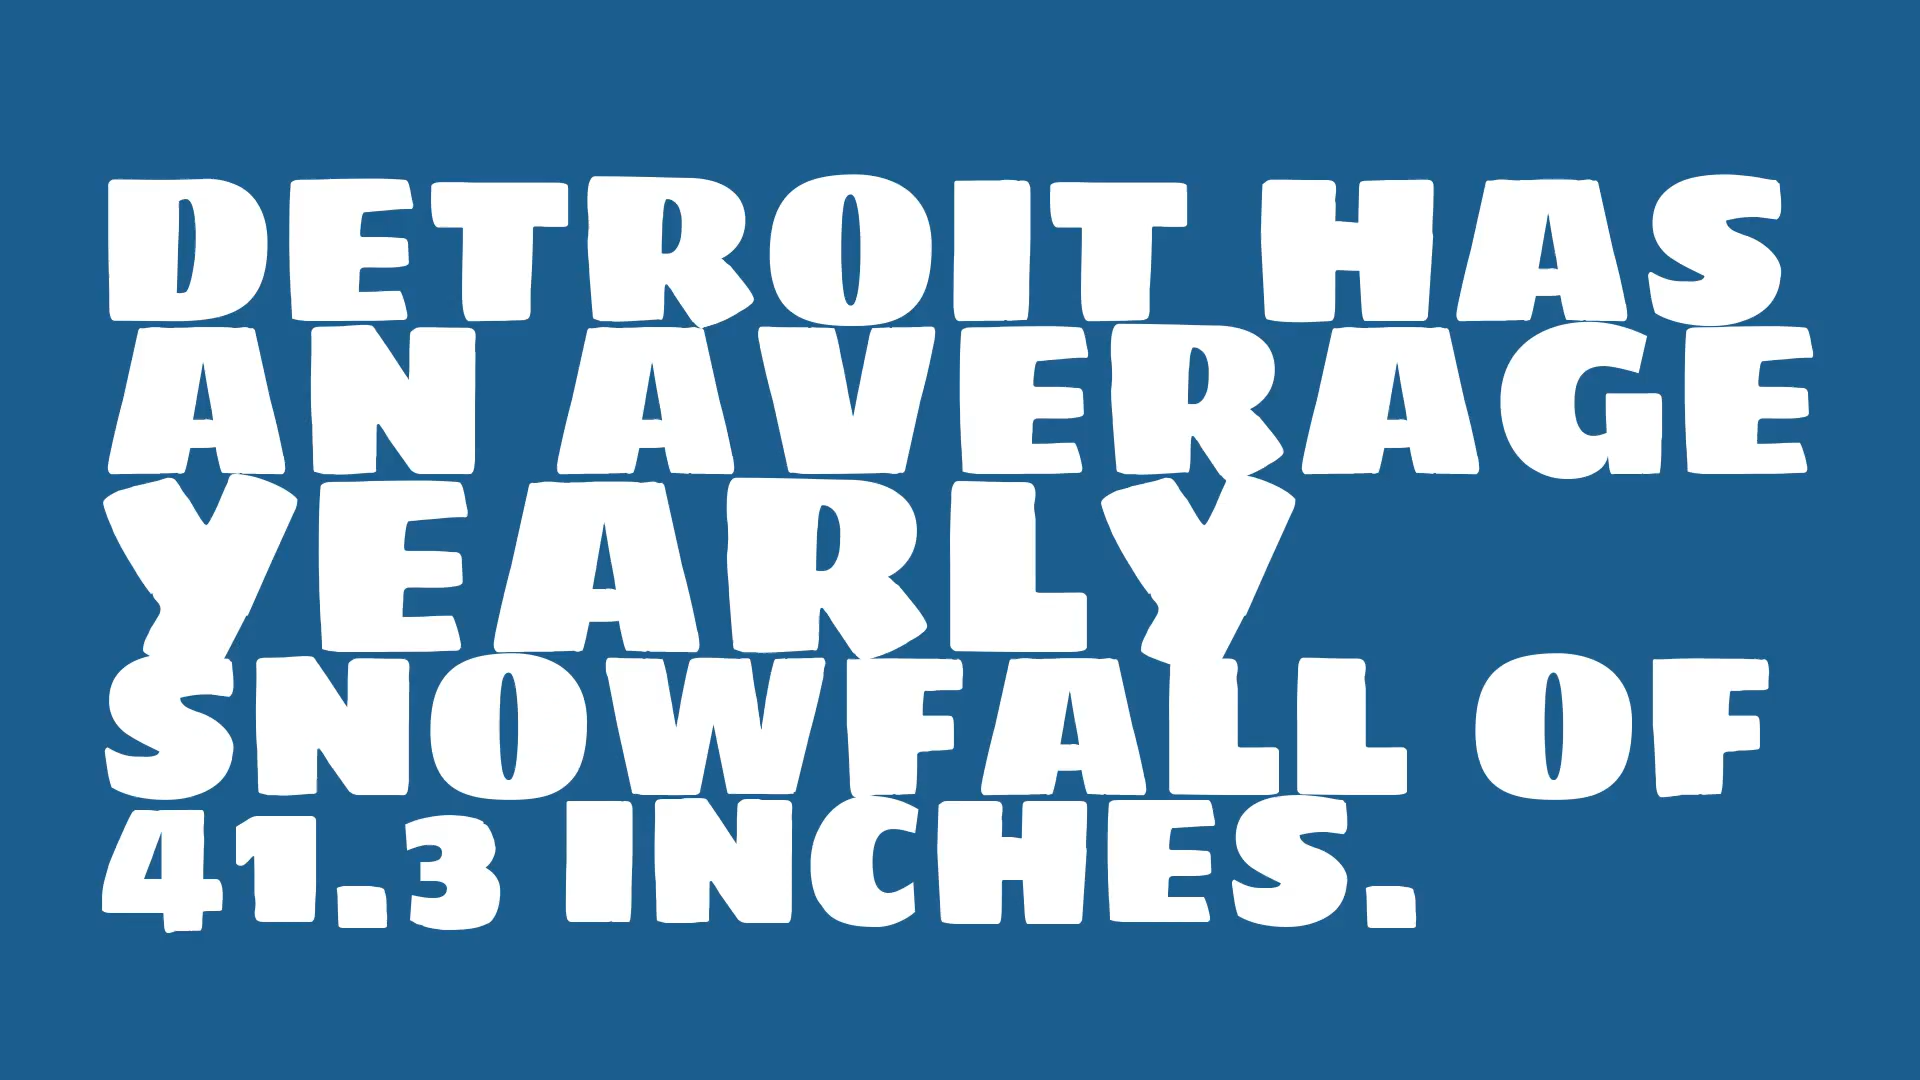 DETROIT HAS
AN AVERAGE
YEARLY
SNOWFALL OF
41.3 INCHES.